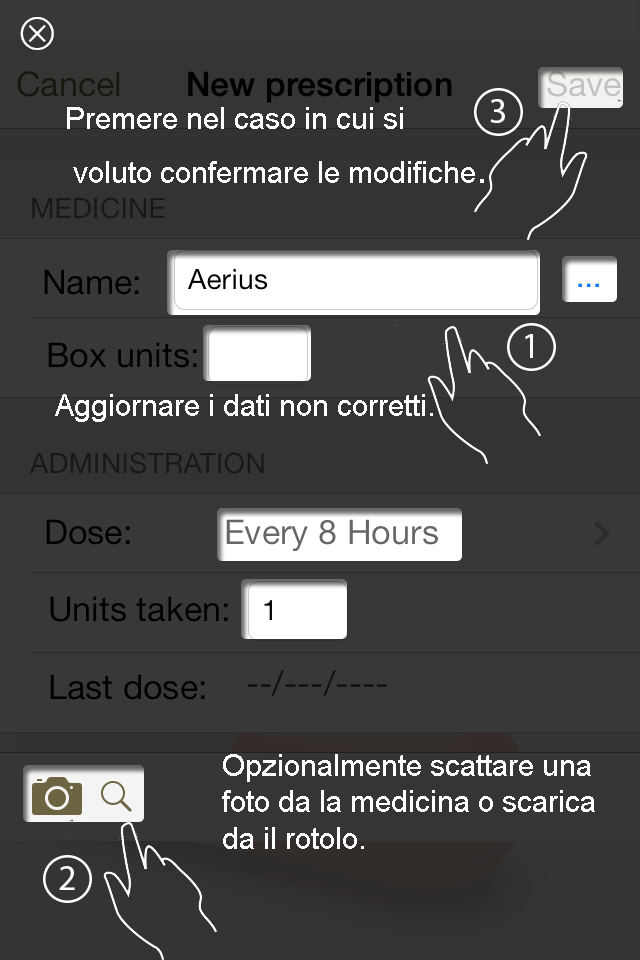 Cancel New prescription Save
3
Premere nel caso in cui si
voluto confermare le modifiche.
MEDICINE
Name: Aerius ...
1
Box units:
Aggiornare i dati non corretti.
ADMINISTRATION
Dose: Every 8 Hours
Units taken: 1
Last dose: --/---/----
Opzionalmente scattare una
foto da la medicina o scarica
da il rotolo.
2